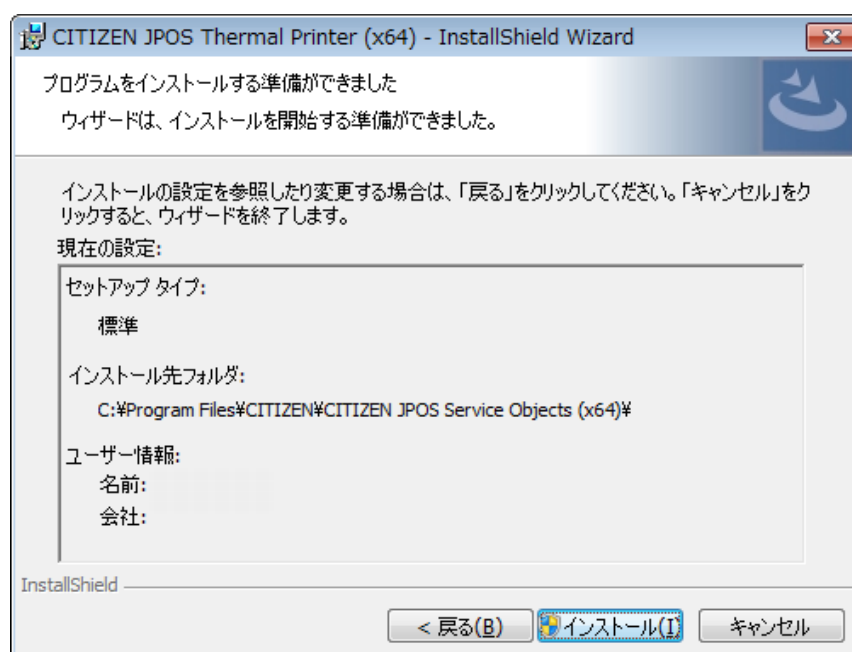 CITIZEN JPOS Thermal Printer (x64) - InstallShield Wizard
プログラムをインストールする準備ができました
ウィザードは、インストールを開始する準備ができました。
インストールの設定を参照したり変更する場合は、「戻る」をクリックしてください。「キャンセル」をク
リックすると、ウィザードを終了します。
現在の設定:
セットアップ タイプ:
標準
インストール先フォルダ:
C:¥Program Files¥CITIZEN¥CITIZEN JPOS Service Objects (x64)¥
ユーザー情報:
名前:
会社:
InstallShield
< 戻る(B) インストール(I) キャンセル